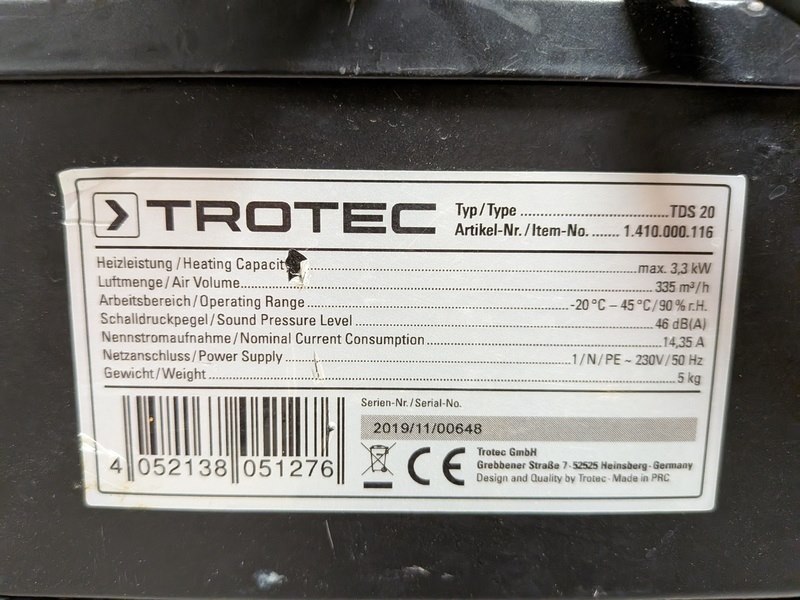 TROTEC
Typ/Type ........ TDS 20
Artikel-Nr./Item-No. ...... 1.410.000.116
Heizleistung/Heating Capacit ........ max. 3,3 kW
Luftmenge/Air Volume ........ 335 m³/h
Arbeitsbereich/Operating Range ........ -20°C – 45°C/90% r.H.
Schalldruckpegel/Sound Pressure Level ........ 46 dB(A)
Nennstromaufnahme/Nominal Current Consumption ........ 14,35 A
Netzanschluss/Power Supply ........ 1/N/PE ~ 230V/50 Hz
Gewicht/Weight ........ 5 kg
Serien-Nr./Serial-No.
2019/11/00648
4 052138 051276
CE
Trotec GmbH
Grebbener Straße 7 · 52525 Heinsberg · Germany
Design and Quality by Trotec · Made in PRC